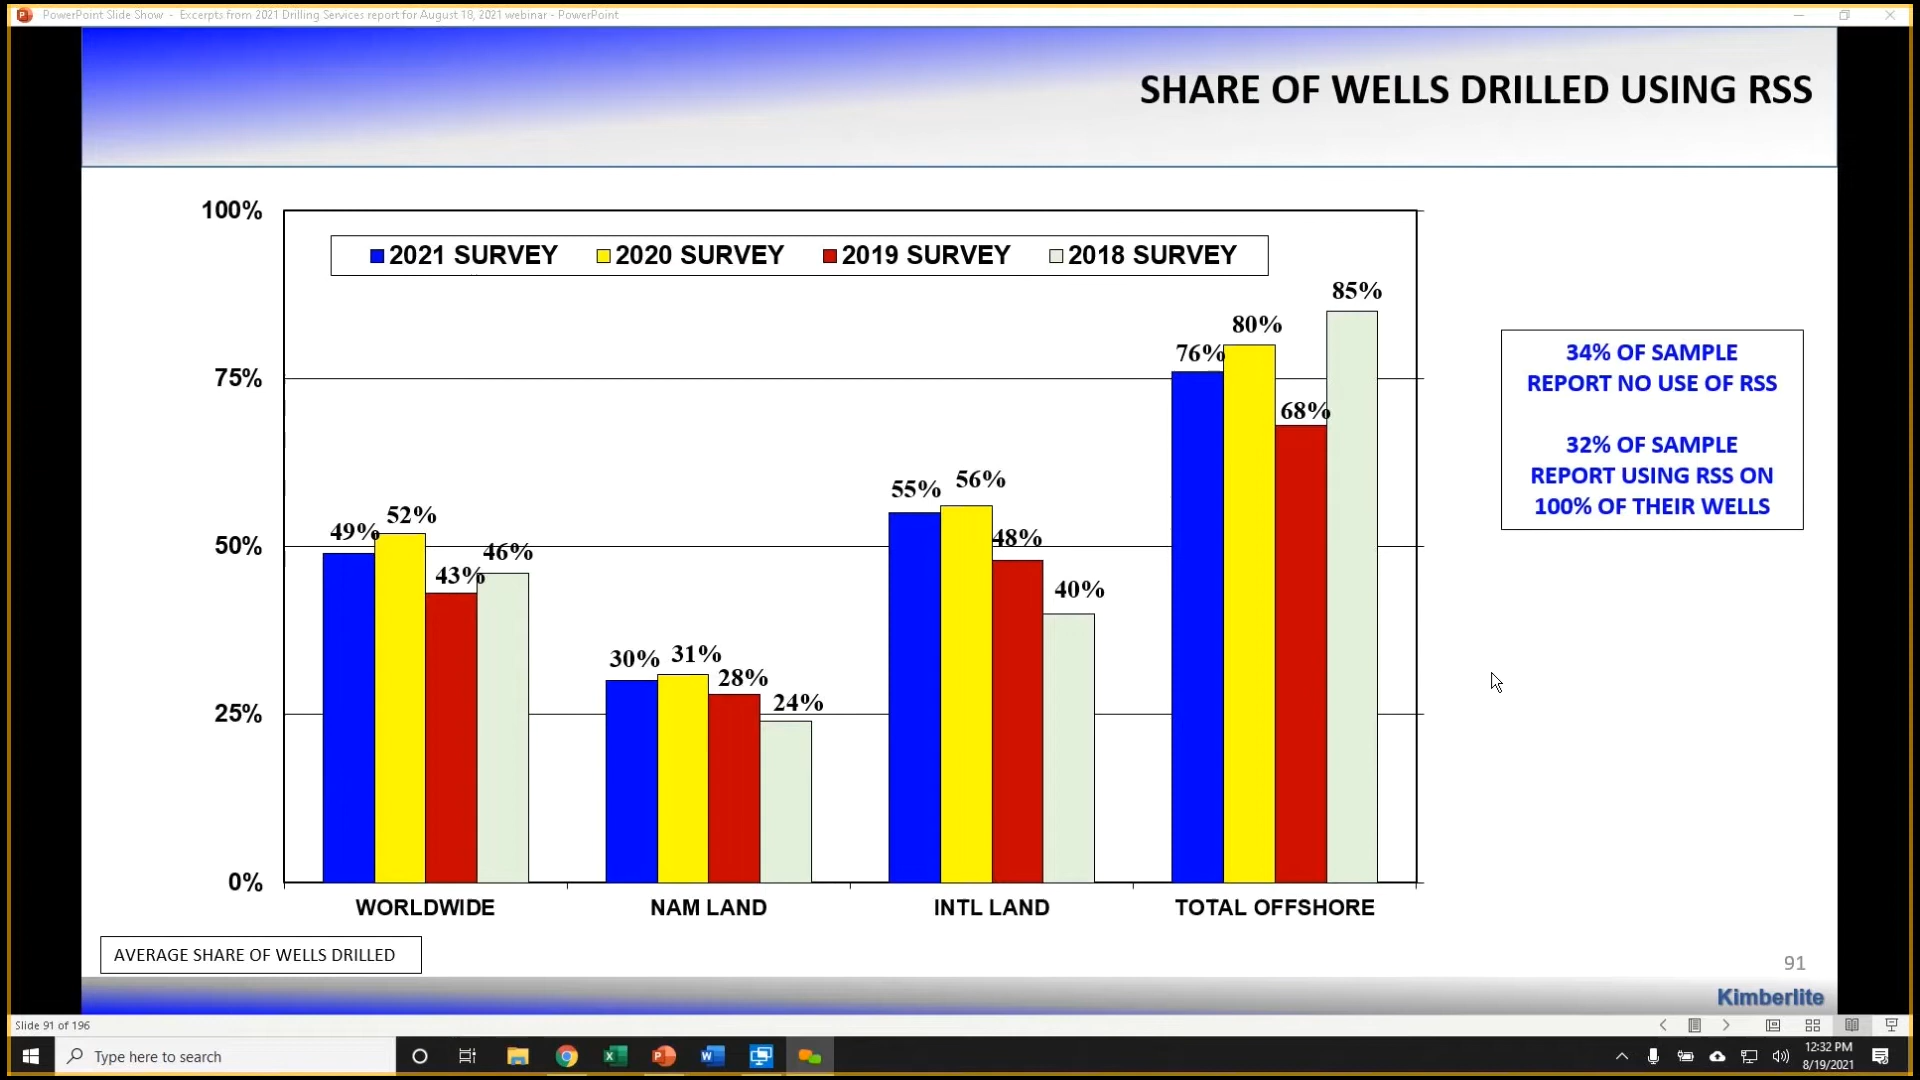 PowerPoint Slide Show - Excerpts from 2021 Drilling Services report for August 18, 2021 webinar - PowerPoint
SHARE OF WELLS DRILLED USING RSS
100%
75%
50%
25%
0%
2021 SURVEY 2020 SURVEY 2019 SURVEY 2018 SURVEY
49% 52% 43% 46%
30% 31% 28% 24%
55% 56% 48% 40%
76% 80% 68% 85%
WORLDWIDE NAM LAND INTL LAND TOTAL OFFSHORE
34% OF SAMPLE
REPORT NO USE OF RSS
32% OF SAMPLE
REPORT USING RSS ON
100% OF THEIR WELLS
AVERAGE SHARE OF WELLS DRILLED
91
Kimberlite
Slide 91 of 196
Type here to search
12:32 PM
8/19/2021